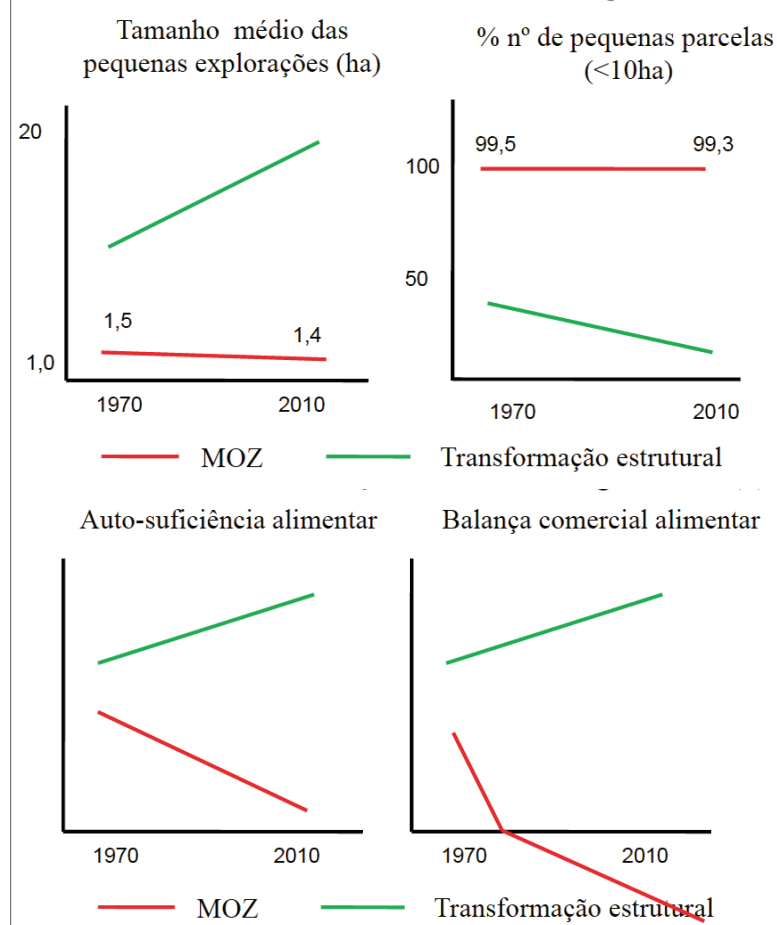 Tamanho médio das
pequenas explorações (ha)
% nº de pequenas parcelas
(<10ha)
20
1,5
1,4
1,0
1970
2010
99,5
99,3
100
50
1970
2010
MOZ
Transformação estrutural
Auto-suficiência alimentar
Balança comercial alimentar
1970
2010
1970
2010
MOZ
Transformação estrutural